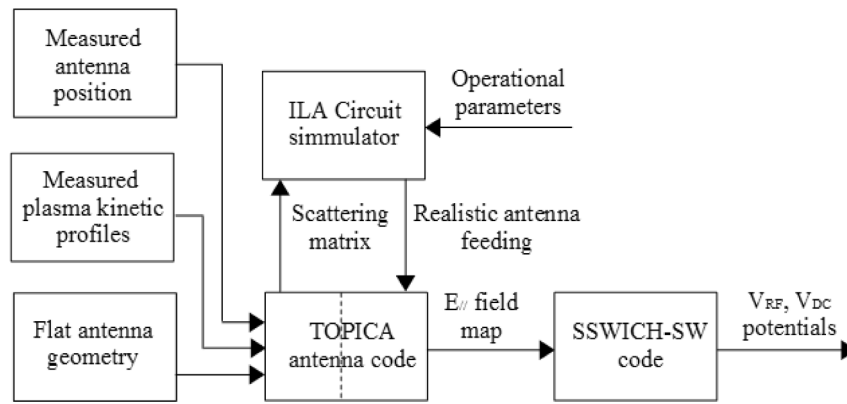 Measured
antenna
position
ILA Circuit
simmulator
Operational
parameters
Measured
plasma kinetic
profiles
Scattering
matrix
Realistic antenna
feeding
Flat antenna
geometry
TOPICA
antenna code
E// field
map
SSWICH-SW
code
VRF, VDC
potentials